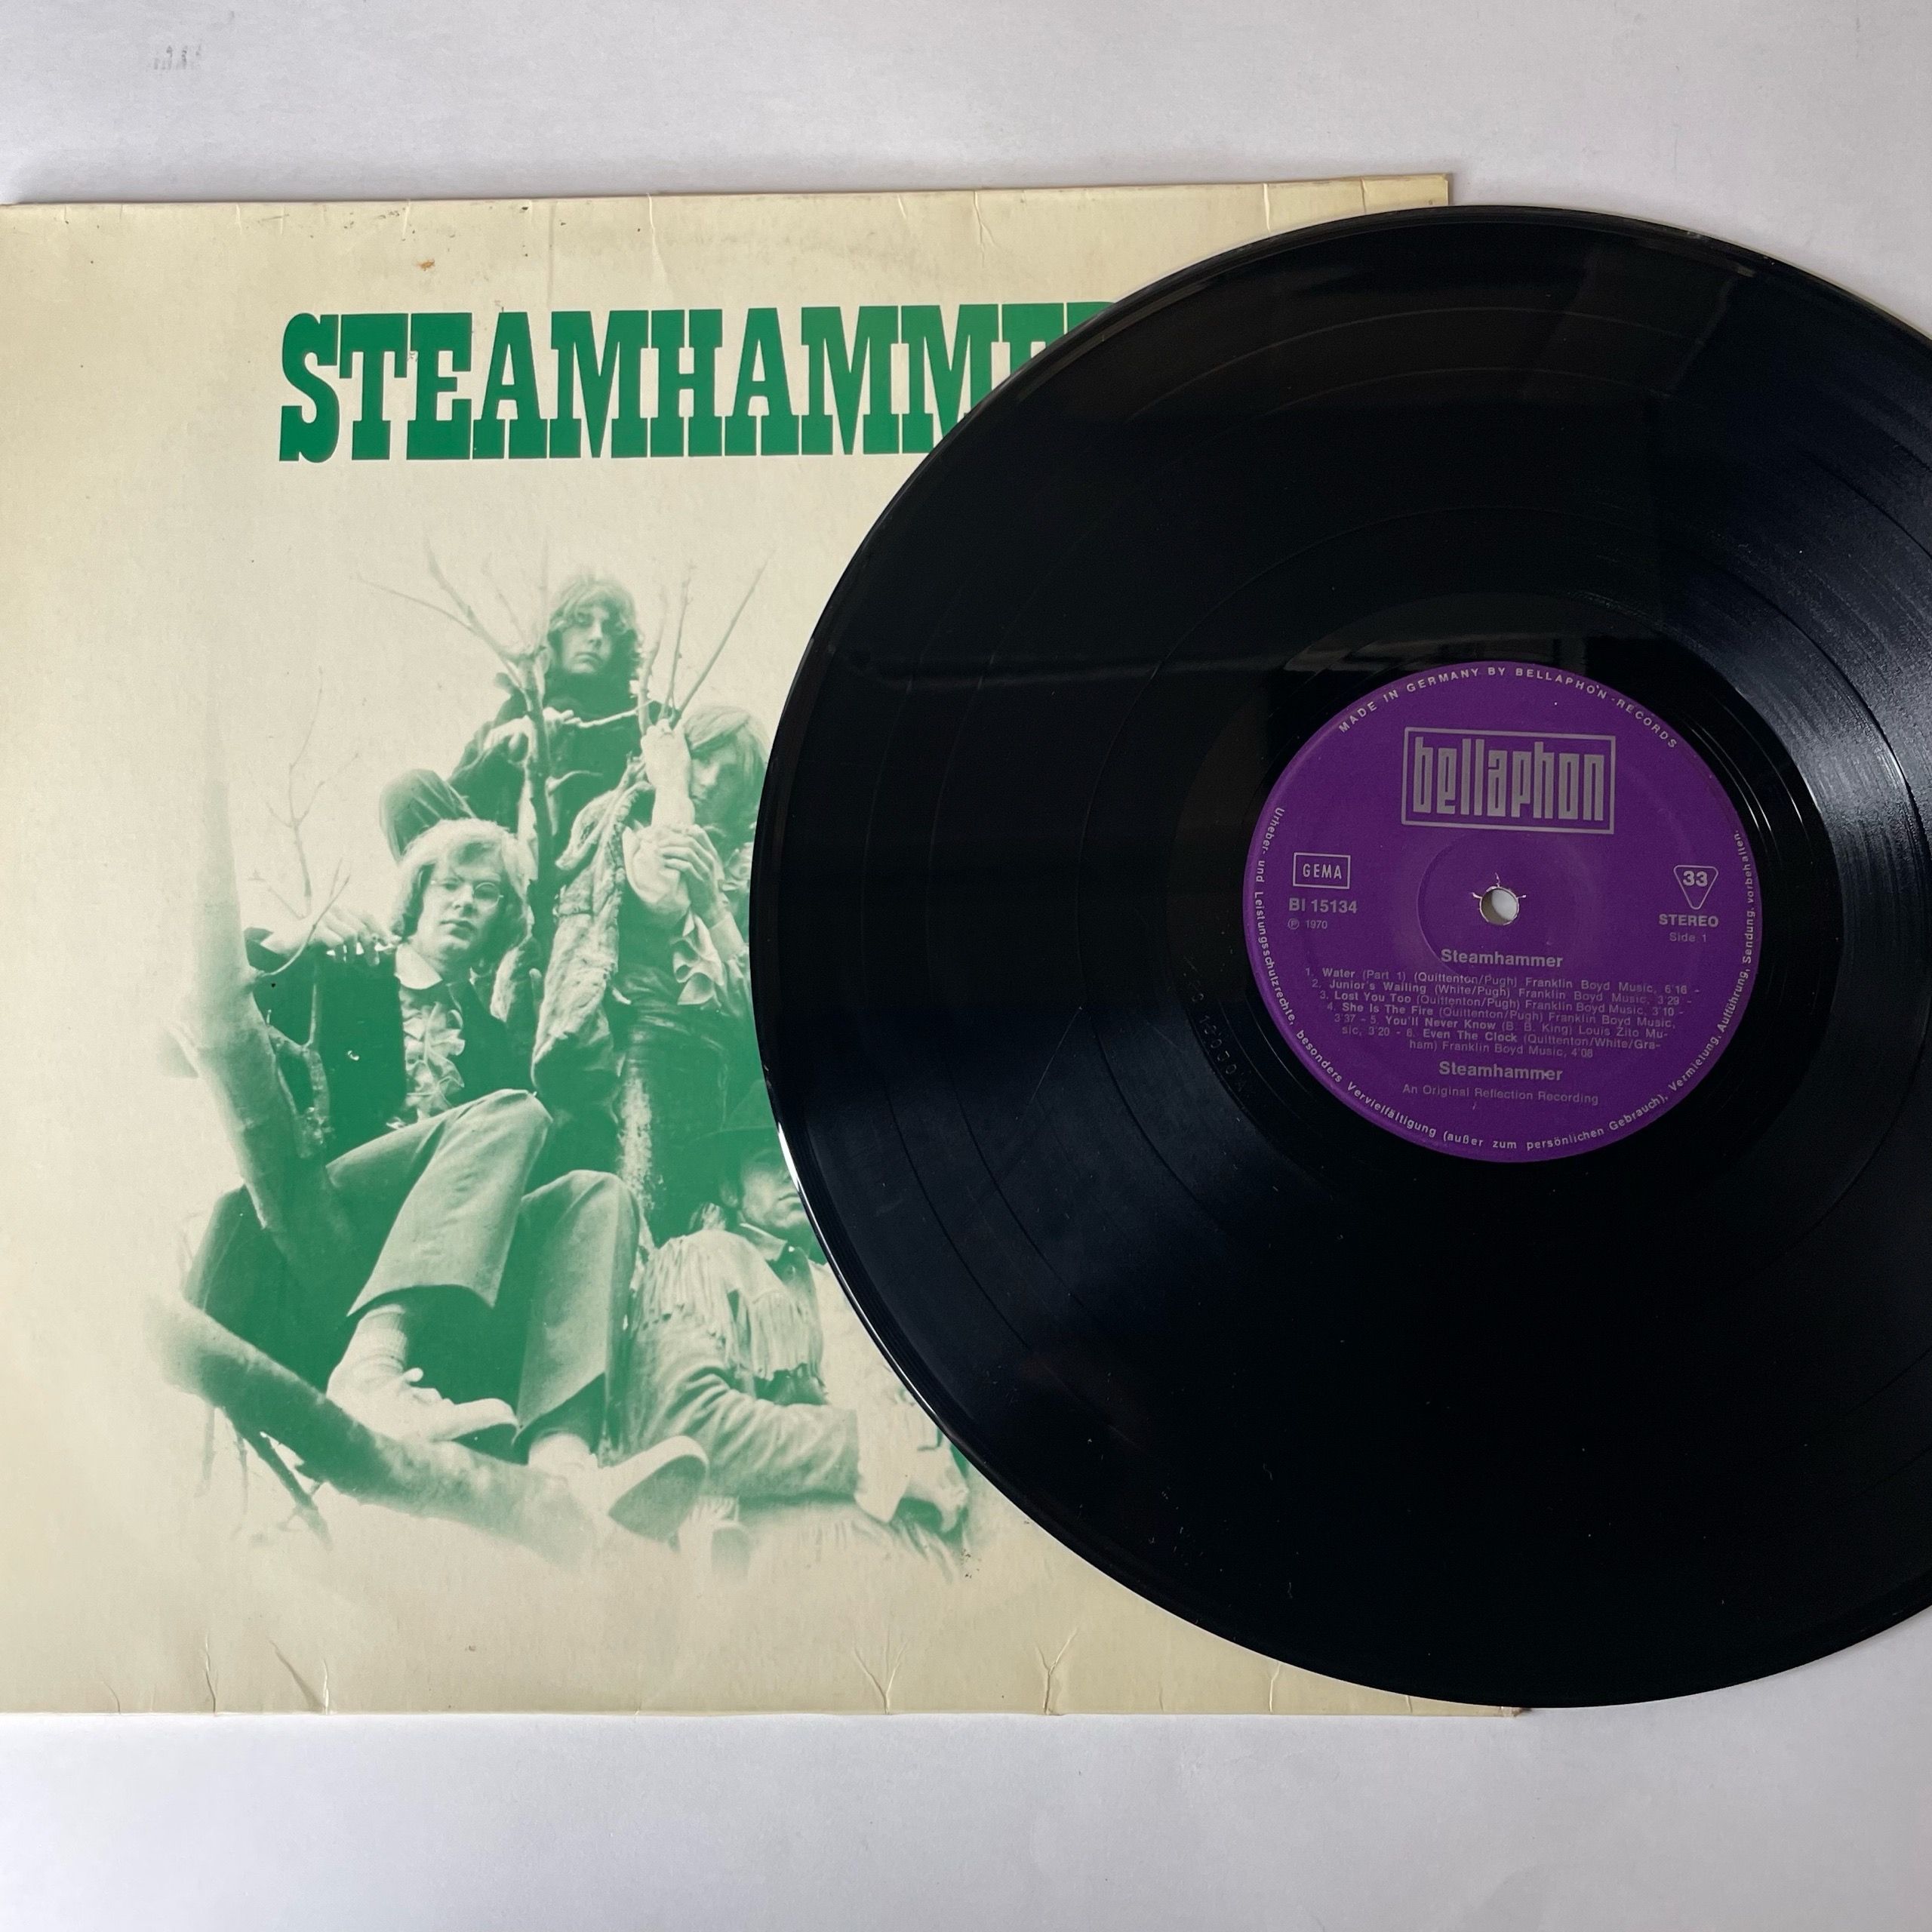 STEAMHAMME
MADE IN GERMANY BY BELLAPHON-RECORDS
bellaphon
GEMA
BI 15134
℗ 1970
33
STEREO
Side 1
Steamhammer
1. Water (Part 1) (Quittenton/Pugh) Franklin Boyd Music, 6'16 -
2. Junior's Wailing (White/Pugh) Franklin Boyd Music, 3'29 -
3. Lost You Too (Quittenton/Pugh) Franklin Boyd Music, 3'10 -
4. She Is The Fire (Quittenton/Pugh) Franklin Boyd Music,
3'37 - 5. You'll Never Know (B. B. King) Louis Zito Mu-
sic, 3'20 - 6. Even The Clock (Quittenton/White/Gra-
ham) Franklin Boyd Music, 4'08
Steamhammer
An Original Reflection Recording
Urheber- und Leistungsschutzrechte, besonders Vervielfältigung (außer zum persönlichen Gebrauch), Vermietung, Aufführung, Sendung, vorbehalten.